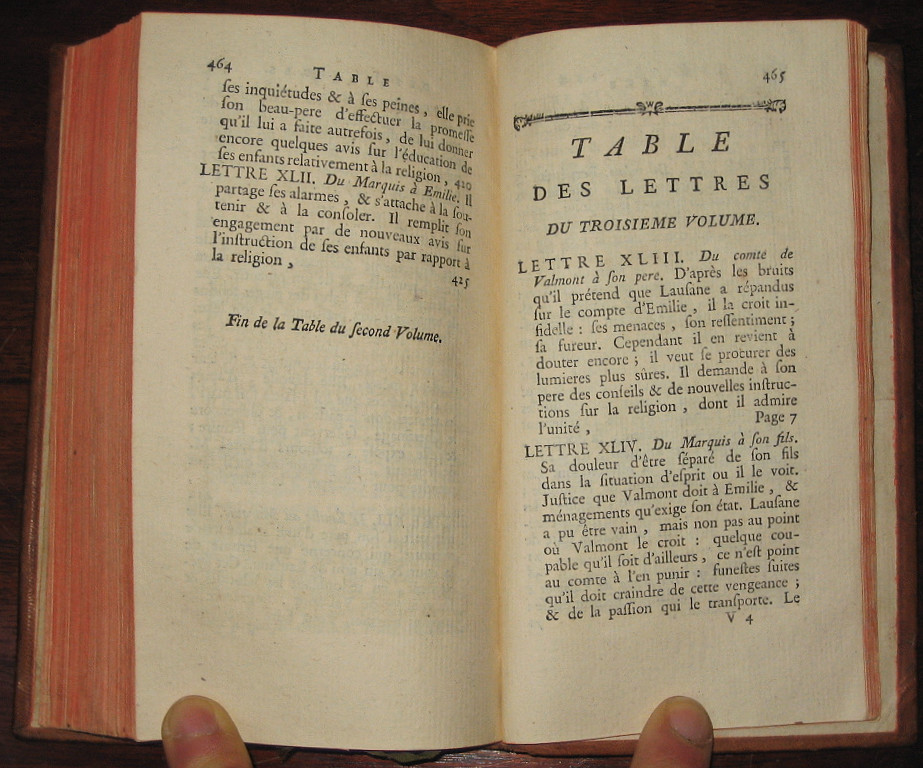 464 TABLE
ſes inquiétudes & à ſes peines, elle prie
ſon beau-pere d'effectuer la promeſſe
qu'il lui a faite autrefois, de lui donner
encore quelques avis ſur l'éducation de
ſes enfants relativement à la religion, 420
LETTRE XLII. Du Marquis à Emilie. Il
partage ſes alarmes, & s'attache à la ſou-
tenir & à la conſoler. Il remplit ſon
engagement par de nouveaux avis ſur
l'inſtruction de ſes enfants par rapport à
la religion,
425
Fin de la Table du ſecond Volume.
465
TABLE
DES LETTRES
DU TROISIEME VOLUME.
LETTRE XLIII. Du comte de
Valmont à ſon pere. D'après les bruits
qu'il prétend que Lauſane a répandus
ſur le compte d'Emilie, il la croit in-
fidelle : ſes menaces, ſon reſſentiment ;
ſa fureur. Cependant il en revient à
douter encore ; il veut ſe procurer des
lumieres plus sûres. Il demande à ſon
pere des conſeils & de nouvelles inſtruc-
tions ſur la religion, dont il admire
l'unité, Page 7
LETTRE XLIV. Du Marquis à ſon fils.
Sa douleur d'être ſéparé de ſon fils
dans la ſituation d'eſprit ou il le voit.
Juſtice que Valmont doit à Emilie, &
ménagements qu'exige ſon état. Lauſane
a pu être vain, mais non pas au point
où Valmont le croit : quelque cou-
pable qu'il ſoit d'ailleurs, ce n'eſt point
au comte à l'en punir : funeſtes ſuites
qu'il doit craindre de cette vengeance ;
& de la paſſion qui le tranſporte. Le
V 4